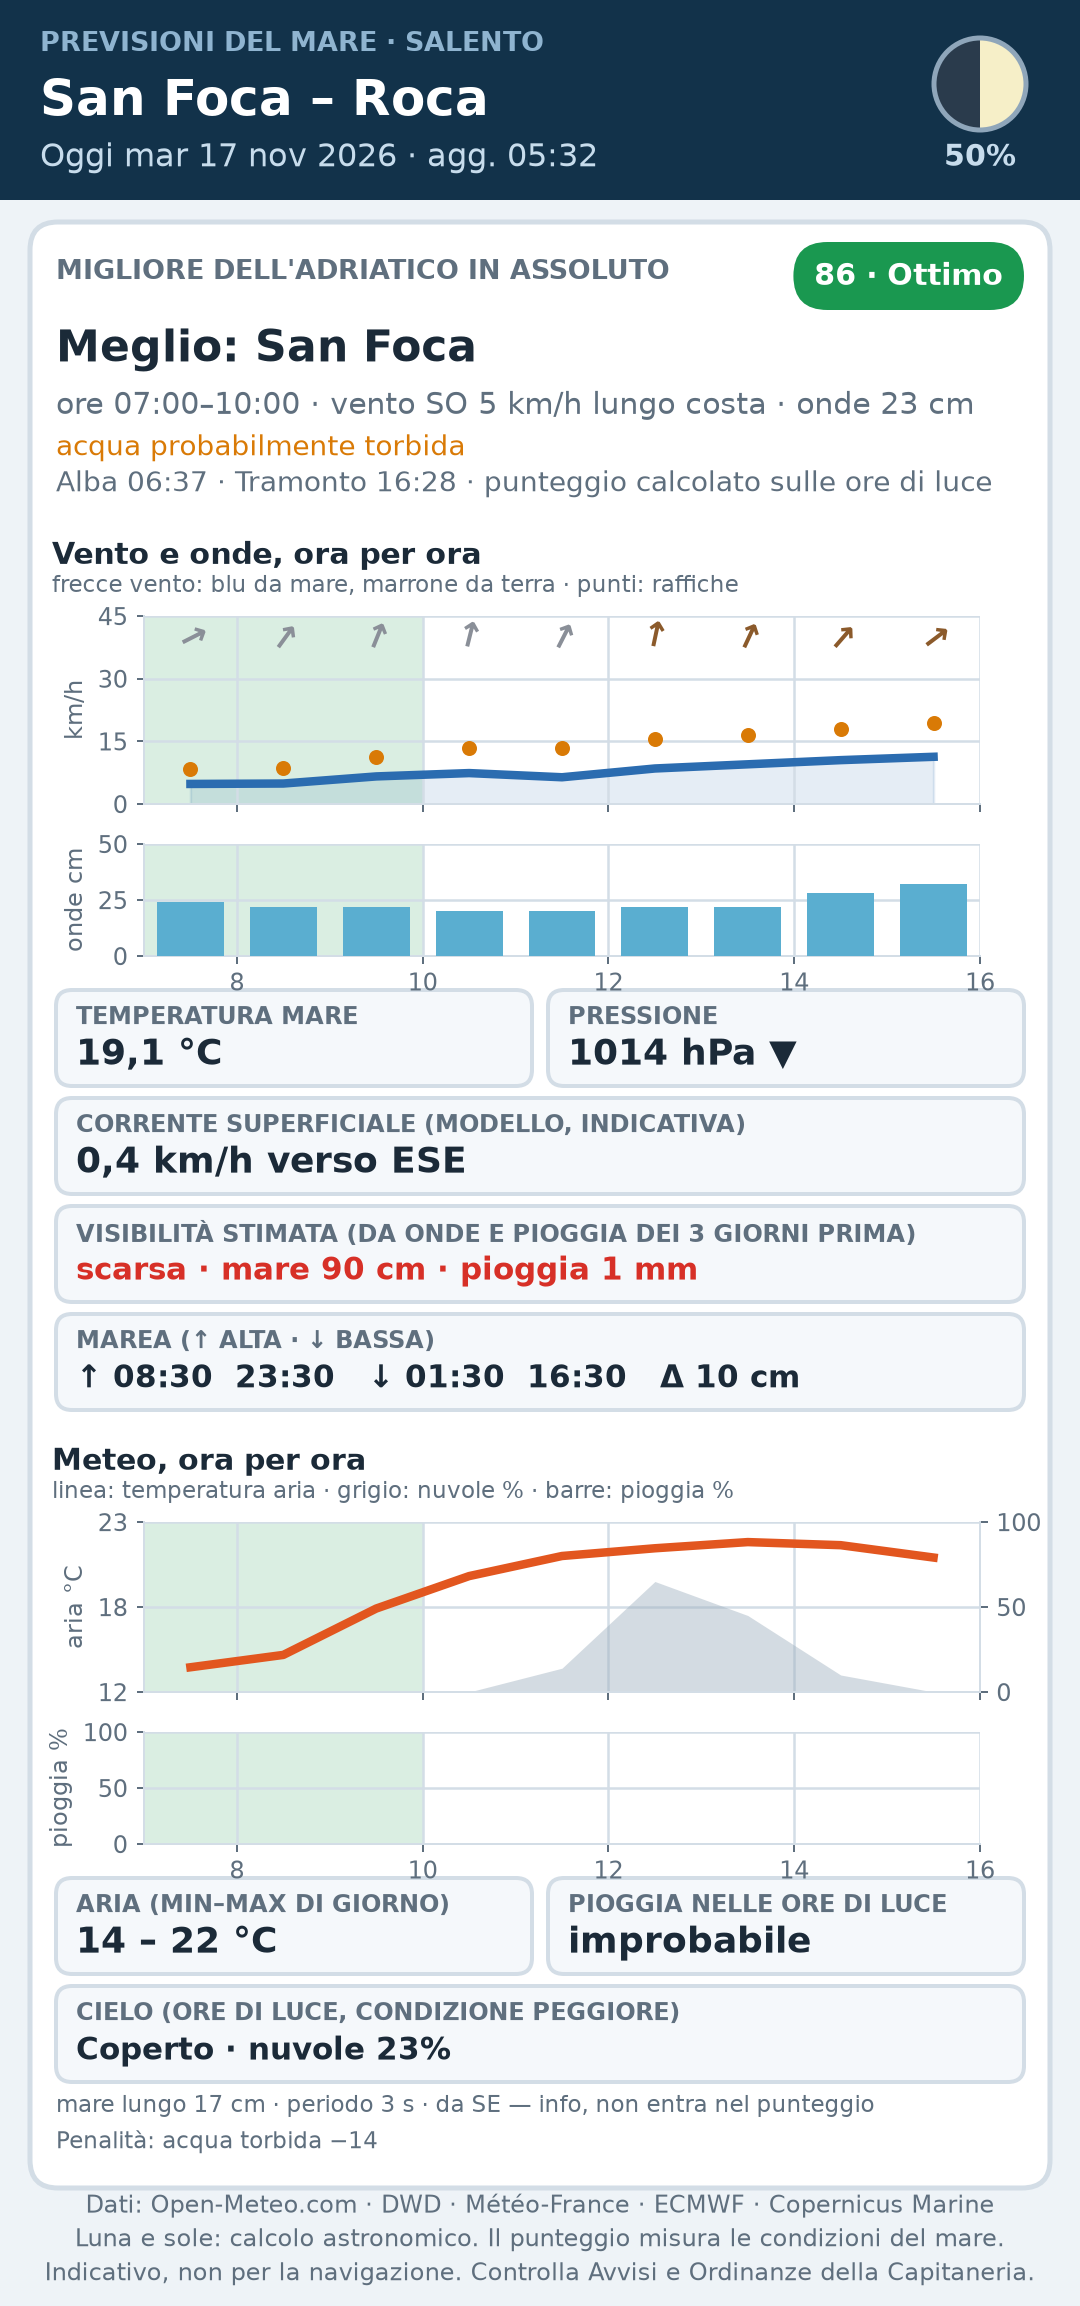 PREVISIONI DEL MARE · SALENTO
San Foca – Roca
Oggi mar 17 nov 2026 · agg. 05:32
50%
MIGLIORE DELL'ADRIATICO IN ASSOLUTO
86 · Ottimo
Meglio: San Foca
ore 07:00–10:00 · vento SO 5 km/h lungo costa · onde 23 cm
acqua probabilmente torbida
Alba 06:37 · Tramonto 16:28 · punteggio calcolato sulle ore di luce
Vento e onde, ora per ora
frecce vento: blu da mare, marrone da terra · punti: raffiche
45
30
15
0
km/h
50
25
0
onde cm
8 10 12 14 16
TEMPERATURA MARE
19,1 °C
PRESSIONE
1014 hPa ▼
CORRENTE SUPERFICIALE (MODELLO, INDICATIVA)
0,4 km/h verso ESE
VISIBILITÀ STIMATA (DA ONDE E PIOGGIA DEI 3 GIORNI PRIMA)
scarsa · mare 90 cm · pioggia 1 mm
MAREA (↑ ALTA · ↓ BASSA)
↑ 08:30 23:30 ↓ 01:30 16:30 Δ 10 cm
Meteo, ora per ora
linea: temperatura aria · grigio: nuvole % · barre: pioggia %
23
18
12
aria °C
100
50
0
100
50
0
pioggia %
8 10 12 14 16
ARIA (MIN–MAX DI GIORNO)
14 – 22 °C
PIOGGIA NELLE ORE DI LUCE
improbabile
CIELO (ORE DI LUCE, CONDIZIONE PEGGIORE)
Coperto · nuvole 23%
mare lungo 17 cm · periodo 3 s · da SE — info, non entra nel punteggio
Penalità: acqua torbida −14
Dati: Open-Meteo.com · DWD · Météo-France · ECMWF · Copernicus Marine
Luna e sole: calcolo astronomico. Il punteggio misura le condizioni del mare.
Indicativo, non per la navigazione. Controlla Avvisi e Ordinanze della Capitaneria.